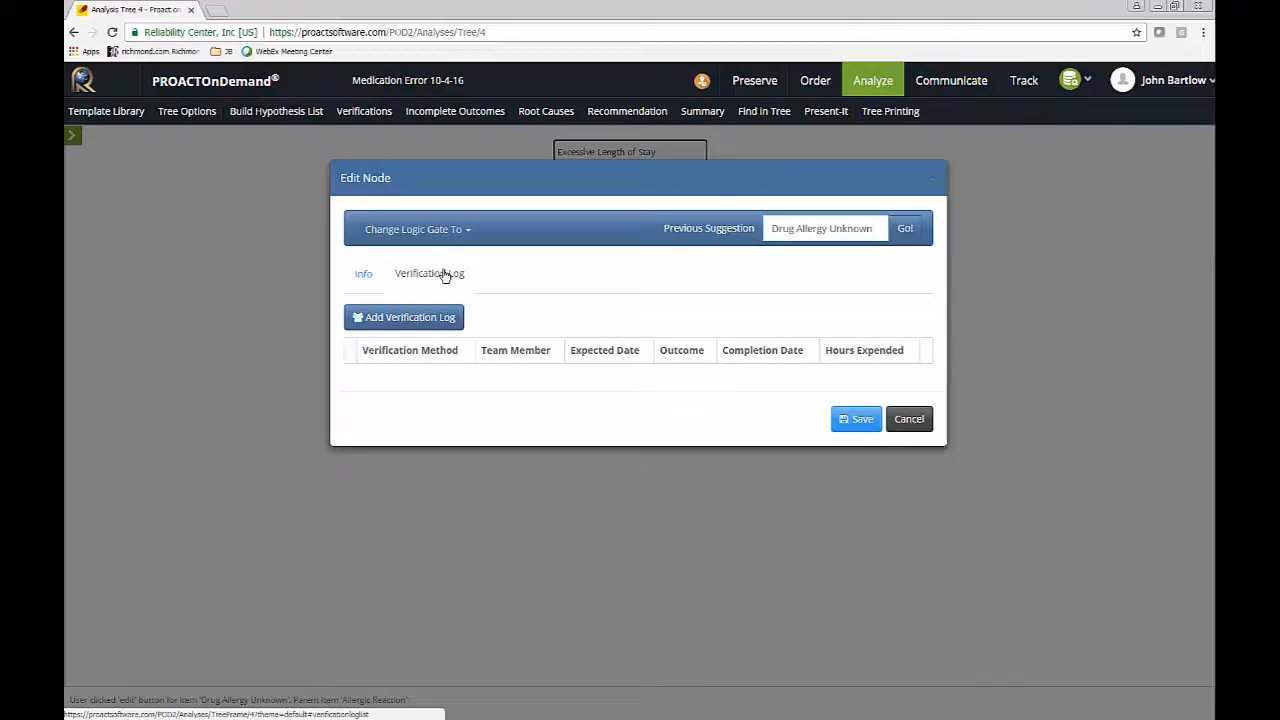 Analysis Tree 4 - Proact on
Reliability Center, Inc [US] https://proactsoftware.com/POD2/Analyses/Tree/4
Apps richmond.com Richmon JB WebEx Meeting Center
PROACTOnDemand® Medication Error 10-4-16 Preserve Order Analyze Communicate Track John Bartlow
Template Library Tree Options Build Hypothesis List Verifications Incomplete Outcomes Root Causes Recommendation Summary Find in Tree Present-It Tree Printing
Excessive Length of Stay
Edit Node
Change Logic Gate To Previous Suggestion Drug Allergy Unknown Go!
Info Verification Log
Add Verification Log
Verification Method Team Member Expected Date Outcome Completion Date Hours Expended
Save Cancel
User clicked 'edit' button for item 'Drug Allergy Unknown'. Parent item 'Allergic Reaction'
https://proactsoftware.com/POD2/Analyses/TreeFrame/4?theme=default#verificationloglist